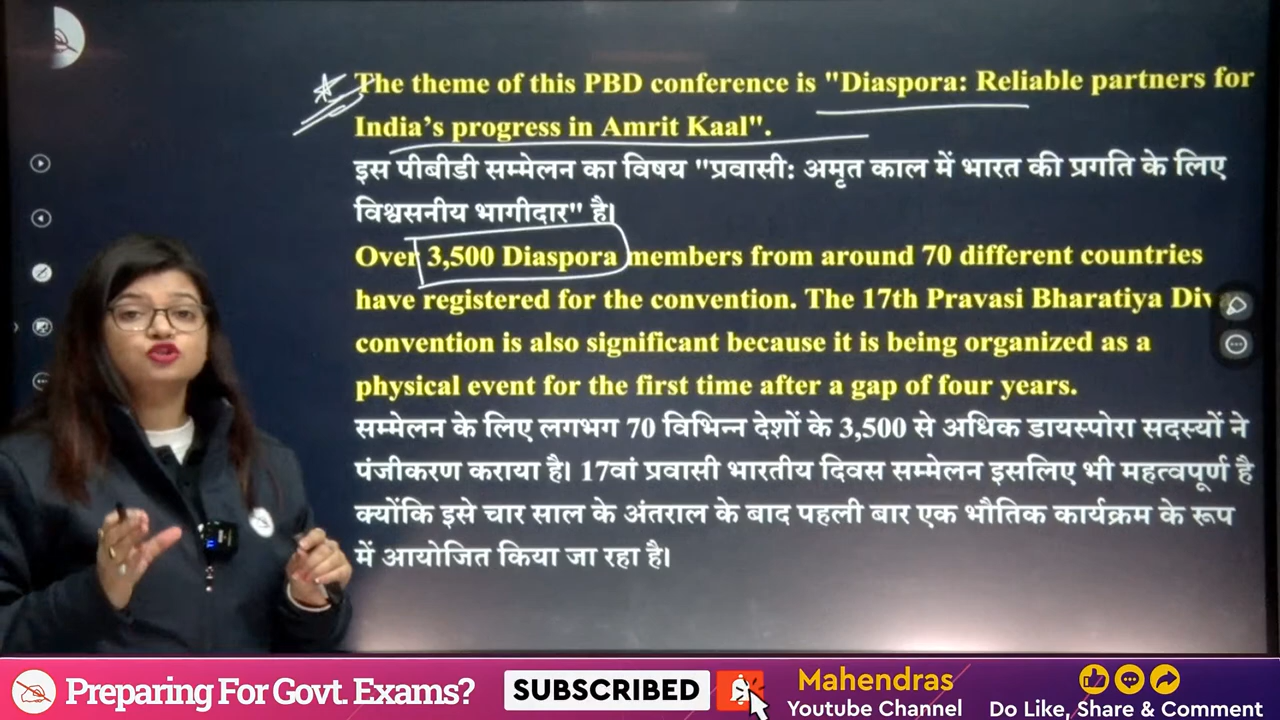 The theme of this PBD conference is "Diaspora: Reliable partners for
India's progress in Amrit Kaal".
इस पीबीडी सम्मेलन का विषय "प्रवासी: अमृत काल में भारत की प्रगति के लिए
विश्वसनीय भागीदार" है।
Over 3,500 Diaspora members from around 70 different countries
have registered for the convention. The 17th Pravasi Bharatiya Div
convention is also significant because it is being organized as a
physical event for the first time after a gap of four years.
सम्मेलन के लिए लगभग 70 विभिन्न देशों के 3,500 से अधिक डायस्पोरा सदस्यों ने
पंजीकरण कराया है। 17वां प्रवासी भारतीय दिवस सम्मेलन इसलिए भी महत्वपूर्ण है
क्योंकि इसे चार साल के अंतराल के बाद पहली बार एक भौतिक कार्यक्रम के रूप
में आयोजित किया जा रहा है।
Preparing For Govt. Exams?
SUBSCRIBED
Mahendras
Youtube Channel
Do Like, Share & Comment